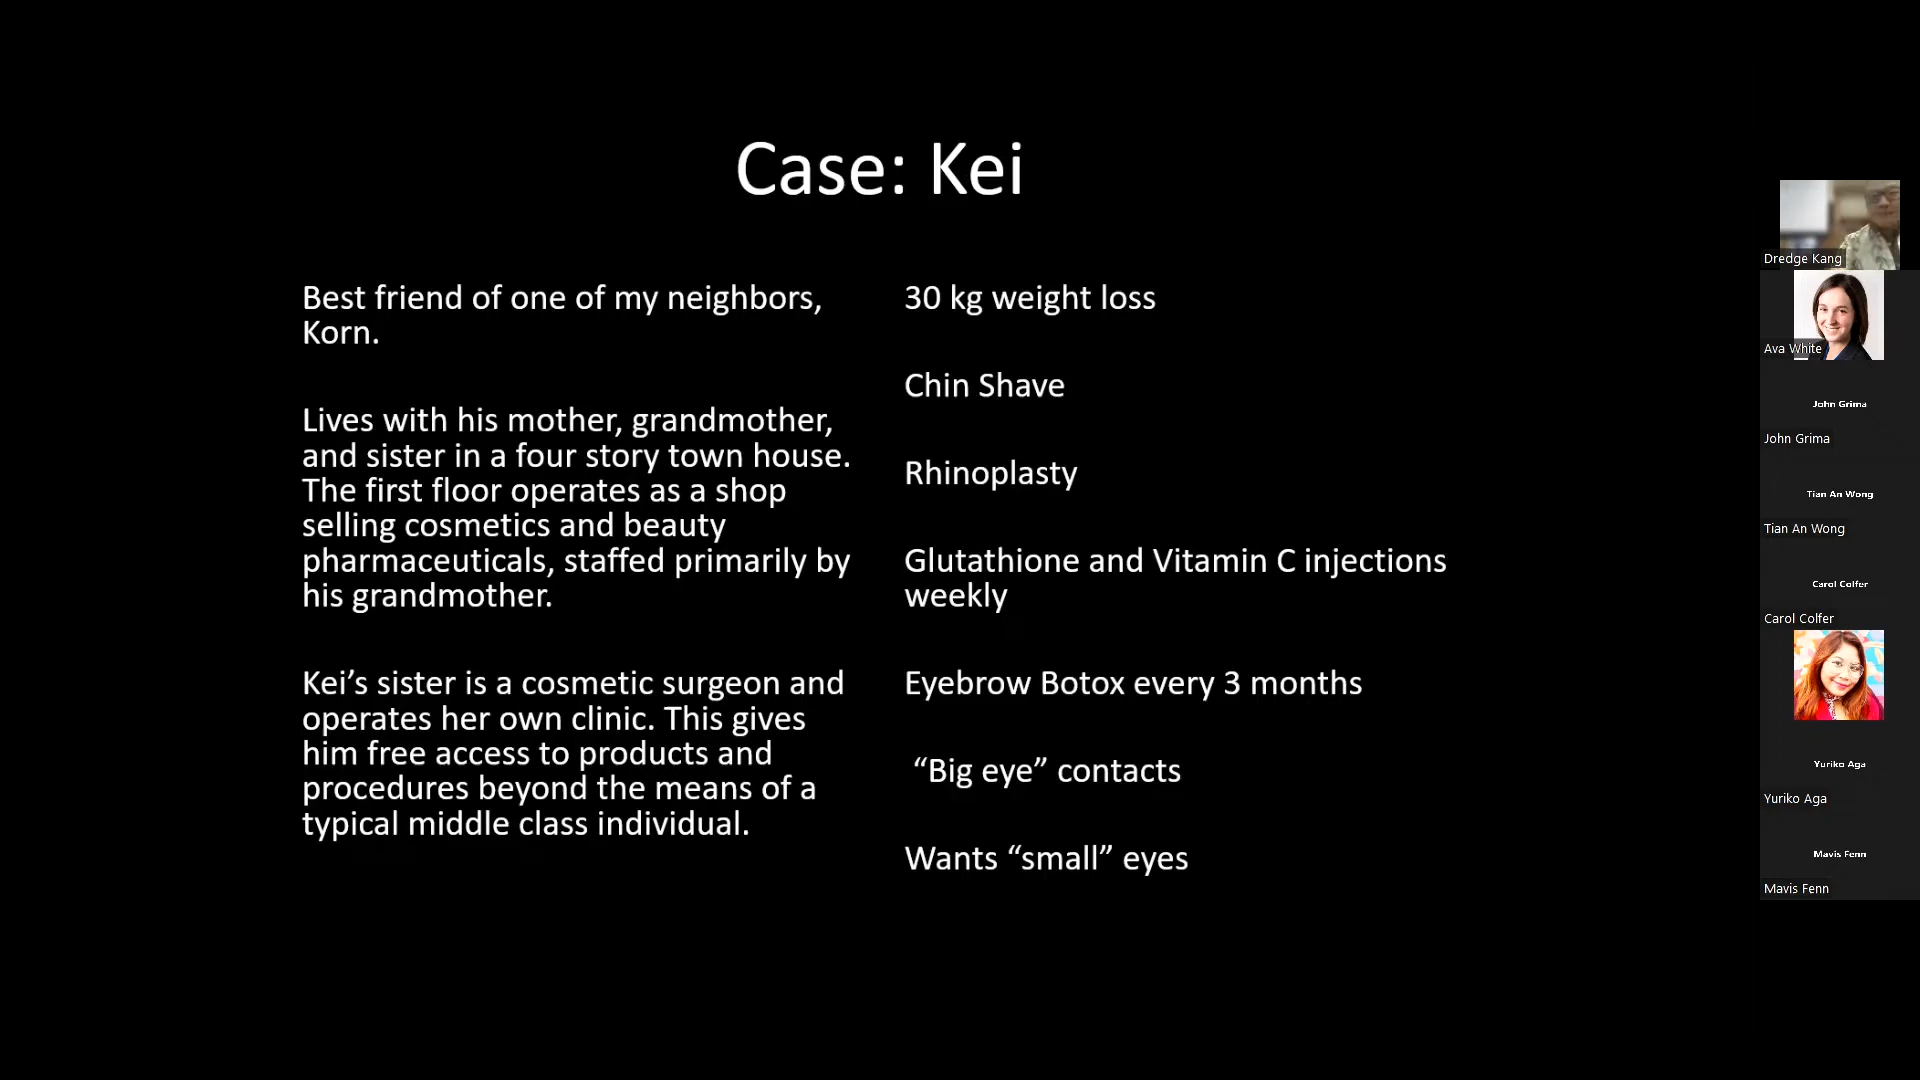 Case: Kei
Best friend of one of my neighbors,
Korn.
Lives with his mother, grandmother,
and sister in a four story town house.
The first floor operates as a shop
selling cosmetics and beauty
pharmaceuticals, staffed primarily by
his grandmother.
Kei’s sister is a cosmetic surgeon and
operates her own clinic. This gives
him free access to products and
procedures beyond the means of a
typical middle class individual.
30 kg weight loss
Chin Shave
Rhinoplasty
Glutathione and Vitamin C injections
weekly
Eyebrow Botox every 3 months
“Big eye” contacts
Wants “small” eyes
Dredge Kang
Ava White
John Grima
John Grima
Tian An Wong
Tian An Wong
Carol Colfer
Carol Colfer
Yuriko Aga
Yuriko Aga
Mavis Fenn
Mavis Fenn